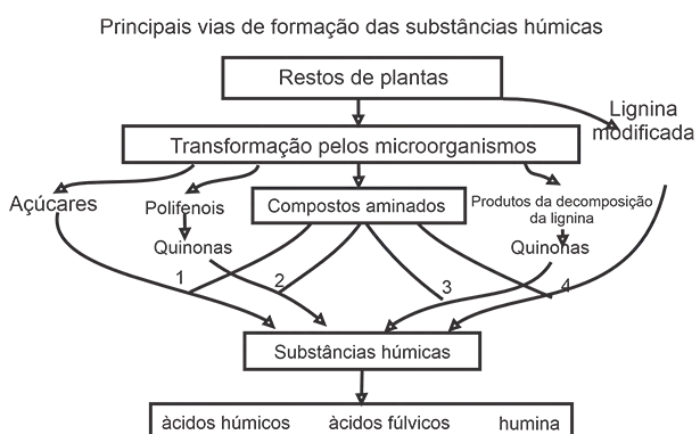 Principais vias de formação das substâncias húmicas
Restos de plantas
Lignina
modificada
Transformação pelos microorganismos
Açúcares
Polifenois
Compostos aminados
Produtos da decomposição
da lignina
Quinonas
Quinonas
1
2
3
4
Substâncias húmicas
àcidos húmicos àcidos fúlvicos humina